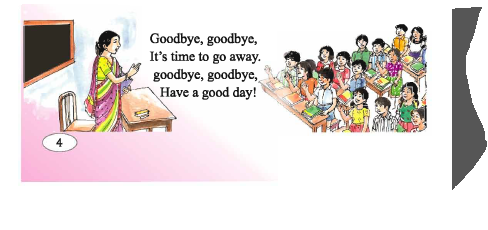 Goodbye, goodbye,
It's time to go away.
goodbye, goodbye,
Have a good day!
4